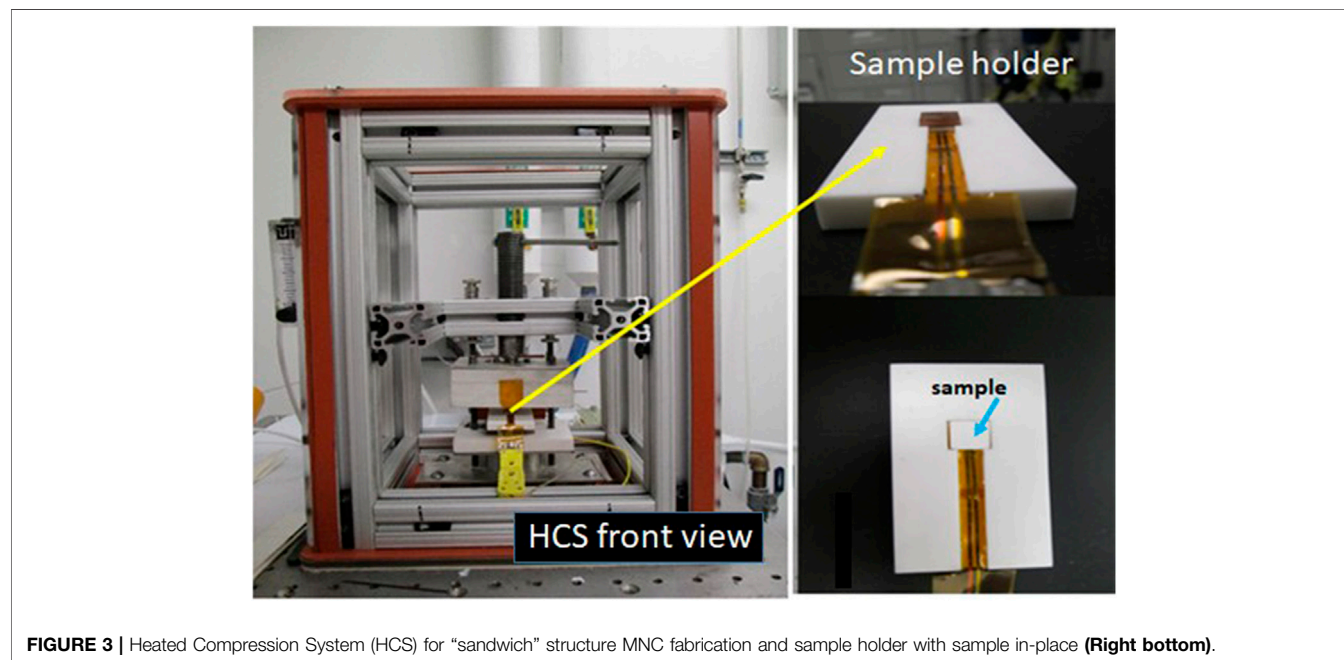 Sample holder
sample
HCS front view
FIGURE 3 | Heated Compression System (HCS) for “sandwich” structure MNC fabrication and sample holder with sample in-place (Right bottom).